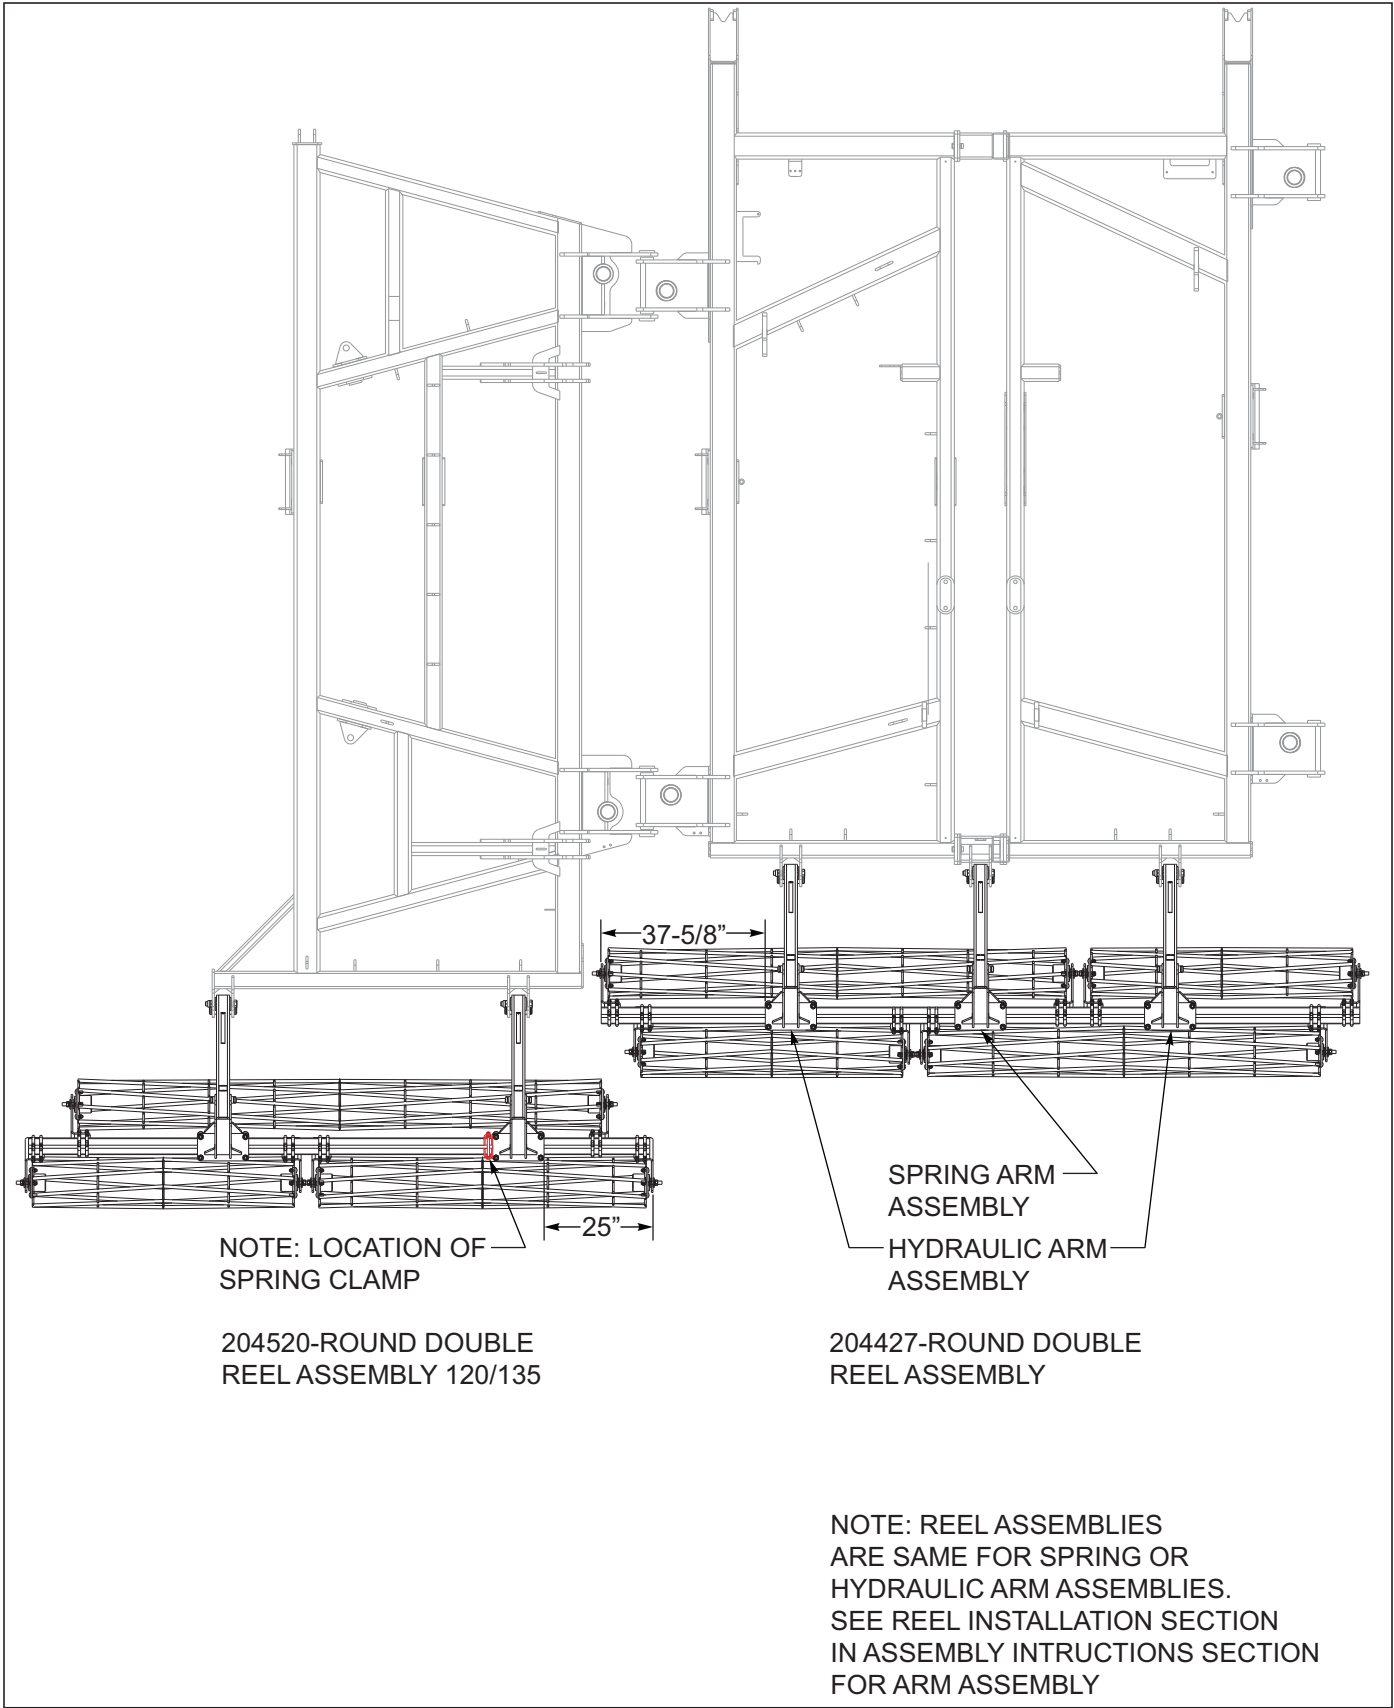 37-5/8”
SPRING ARM
ASSEMBLY
25”
NOTE: LOCATION OF
SPRING CLAMP
HYDRAULIC ARM
ASSEMBLY
204520-ROUND DOUBLE
REEL ASSEMBLY 120/135
204427-ROUND DOUBLE
REEL ASSEMBLY
NOTE: REEL ASSEMBLIES
ARE SAME FOR SPRING OR
HYDRAULIC ARM ASSEMBLIES.
SEE REEL INSTALLATION SECTION
IN ASSEMBLY INTRUCTIONS SECTION
FOR ARM ASSEMBLY